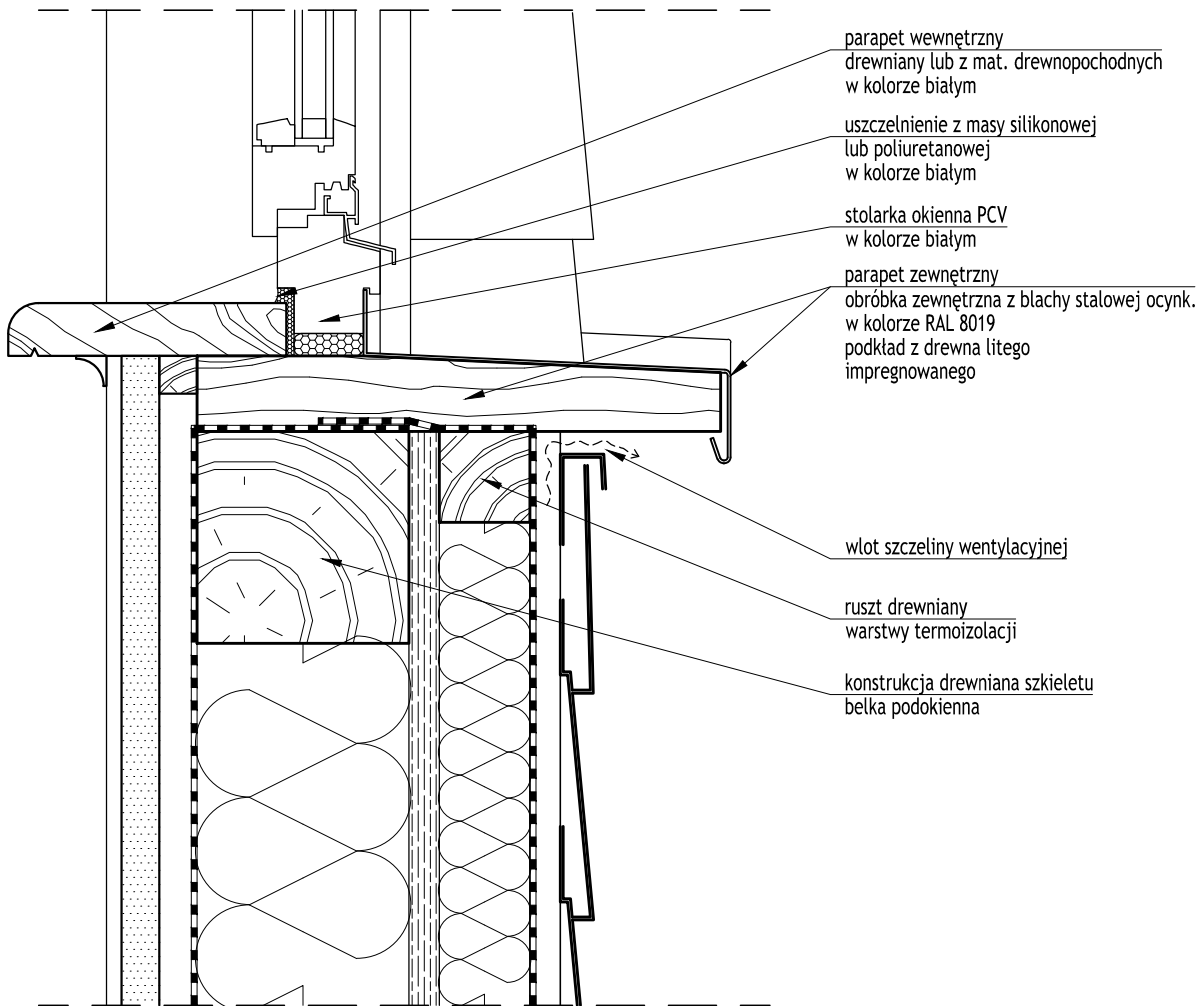 parapet wewnętrzny
drewniany lub z mat. drewnopochodnych
w kolorze białym
uszczelnienie z masy silikonowej
lub poliuretanowej
w kolorze białym
stolarka okienna PCV
w kolorze białym
parapet zewnętrzny
obróbka zewnętrzna z blachy stalowej ocynk.
w kolorze RAL 8019
podkład z drewna litego
impregnowanego
wlot szczeliny wentylacyjnej
ruszt drewniany
warstwy termoizolacji
konstrukcja drewniana szkieletu
belka podokienna